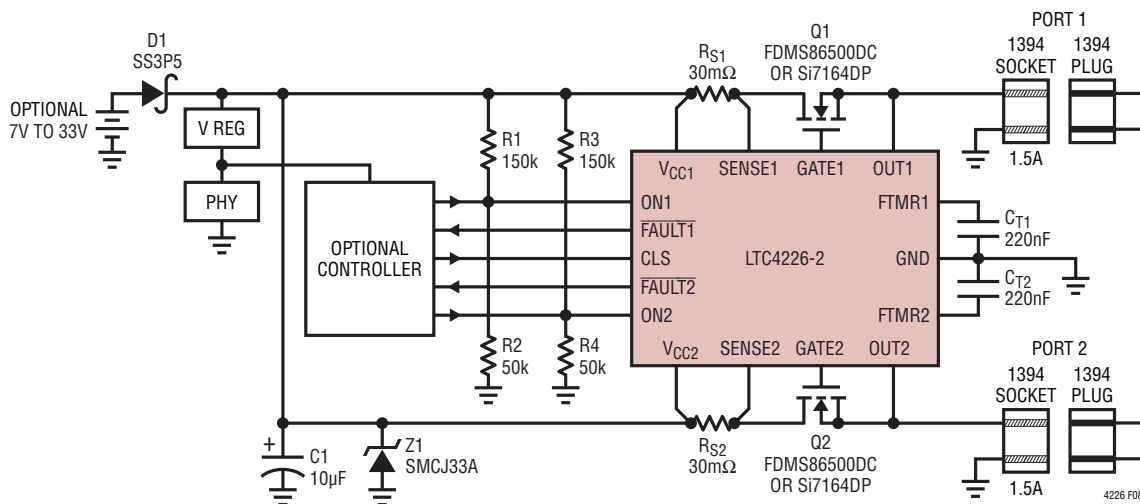 D1
SS3P5
OPTIONAL
7V TO 33V
V REG
PHY
OPTIONAL
CONTROLLER
R1
150k
R3
150k
R2
50k
R4
50k
C1
10µF
+
Z1
SMCJ33A
RS1
30mΩ
Q1
FDMS86500DC
OR Si7164DP
VCC1 SENSE1 GATE1 OUT1
ON1
FAULT1
CLS
FAULT2
ON2
LTC4226-2
FTMR1
GND
FTMR2
VCC2 SENSE2 GATE2 OUT2
CT1
220nF
CT2
220nF
RS2
30mΩ
Q2
FDMS86500DC
OR Si7164DP
PORT 1
1394
SOCKET
1394
PLUG
1.5A
PORT 2
1394
SOCKET
1394
PLUG
1.5A
4226 F08